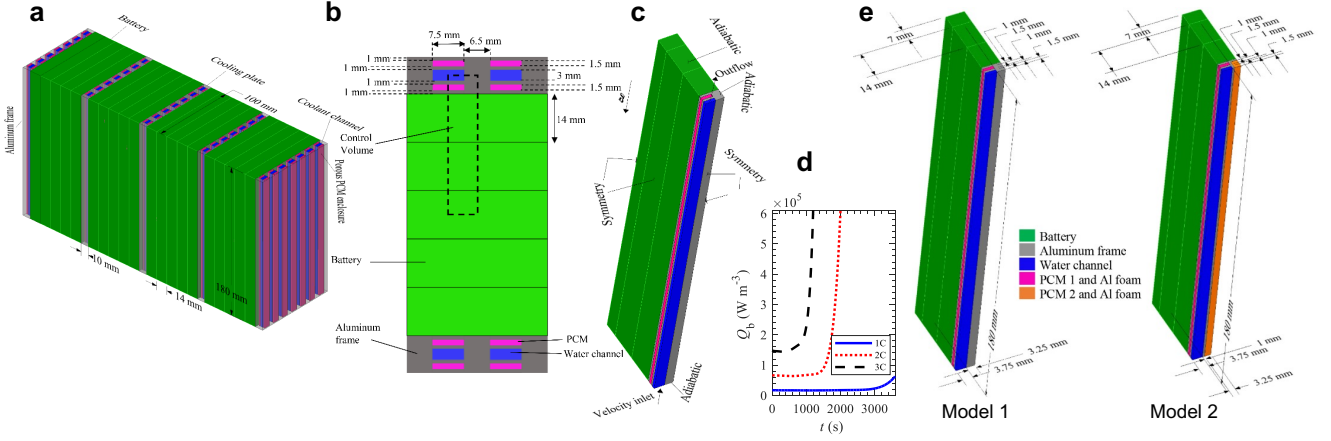 a
Battery
Cooling plate
100 mm
Coolant channel
Aluminum frame
Porous PCM enclosure
10 mm
14 mm
180 mm
b
7.5 mm
6.5 mm
1 mm
1 mm
1 mm
1 mm
1.5 mm
3 mm
1.5 mm
14 mm
Control
Volume
Battery
Aluminum
frame
PCM
Water channel
c
Adiabatic
Outflow
Adiabatic
g
Symmetry
Symmetry
Velocity inlet
Adiabatic
d
×10⁵
6
5
4
3
2
1
0
Q_b (W m⁻³)
1C
2C
3C
0 1000 2000 3000
t (s)
e
1 mm
1.5 mm
1 mm
1.5 mm
7 mm
14 mm
180 mm
3.25 mm
3.75 mm
Model 1
Battery
Aluminum frame
Water channel
PCM 1 and Al foam
PCM 2 and Al foam
1 mm
1.5 mm
1 mm
1.5 mm
7 mm
14 mm
180 mm
1 mm
3.75 mm
3.25 mm
Model 2